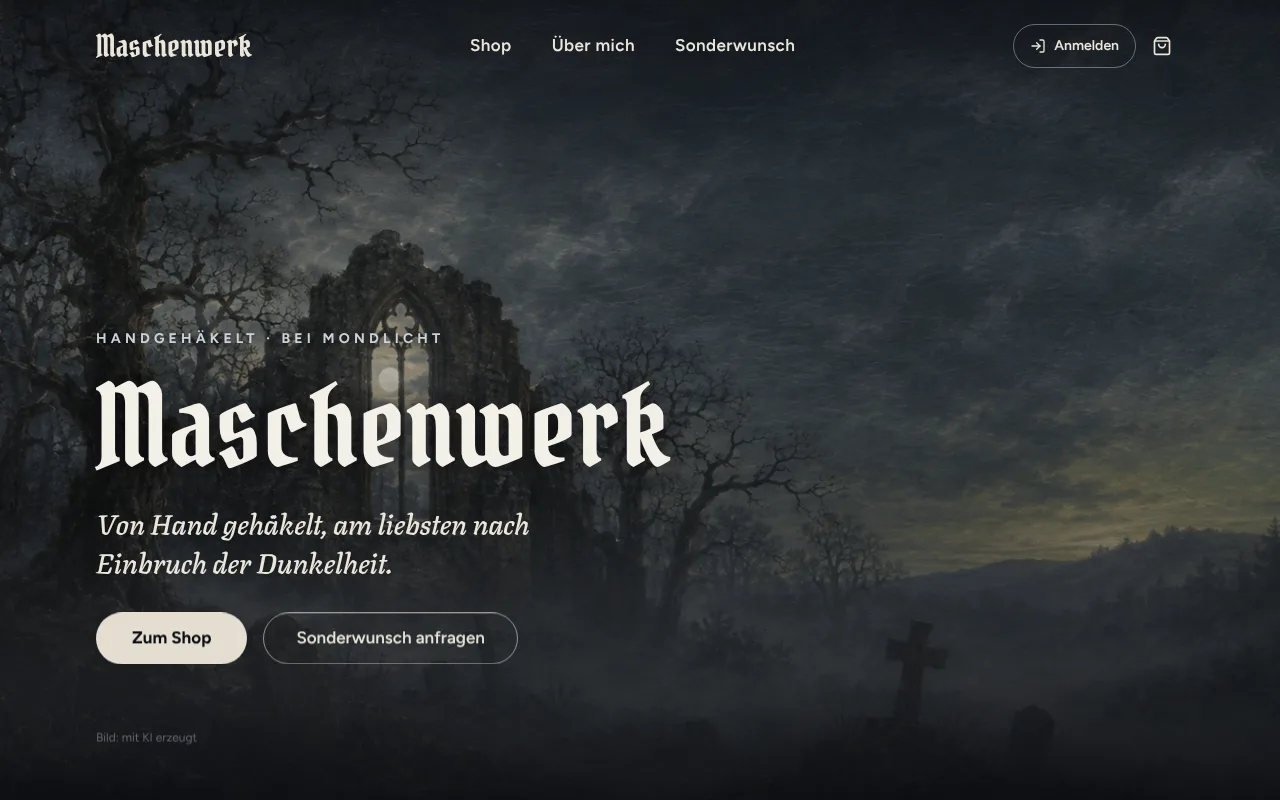 Maschenwerk
Shop
Über mich
Sonderwunsch
Anmelden
HANDGEHÄKELT · BEI MONDLICHT
Maschenwerk
Von Hand gehäkelt, am liebsten nach
Einbruch der Dunkelheit.
Zum Shop
Sonderwunsch anfragen
Bild: mit KI erzeugt